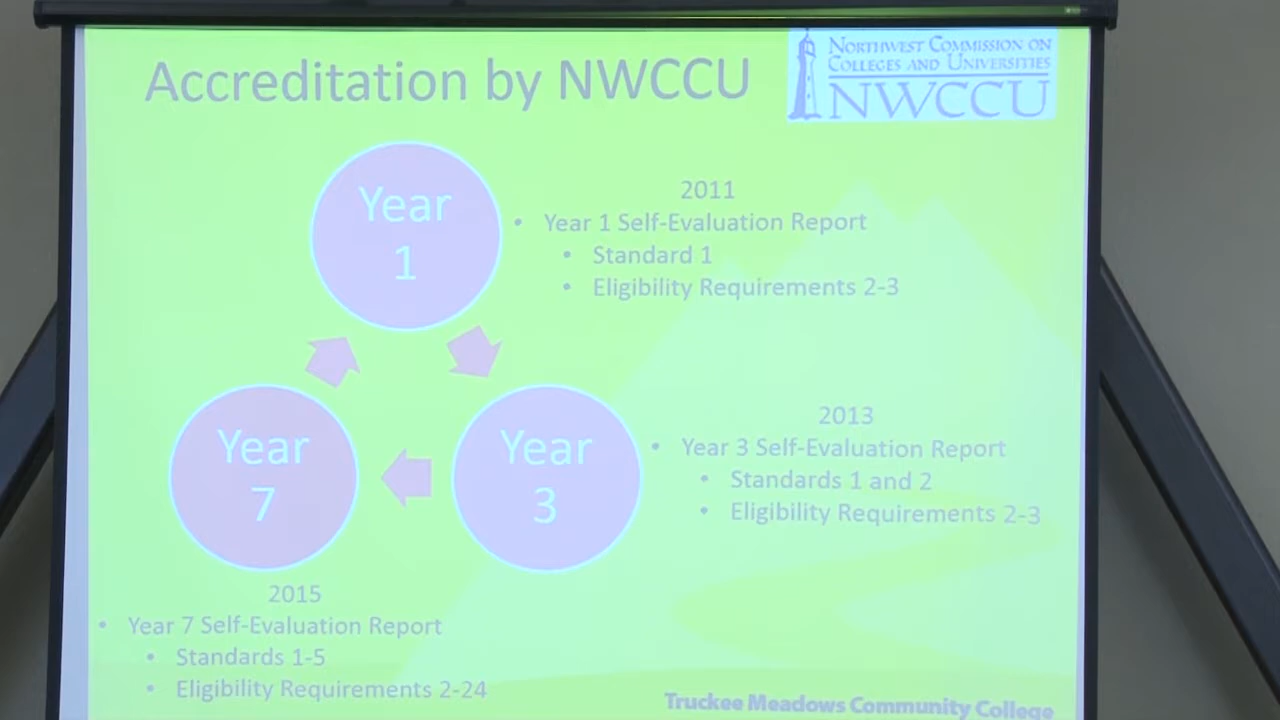 Accreditation by NWCCU
NORTHWEST COMMISSION ON
COLLEGES AND UNIVERSITIES
NWCCU
Year
1
2011
• Year 1 Self-Evaluation Report
• Standard 1
• Eligibility Requirements 2-3
Year
3
2013
• Year 3 Self-Evaluation Report
• Standards 1 and 2
• Eligibility Requirements 2-3
Year
7
2015
• Year 7 Self-Evaluation Report
• Standards 1-5
• Eligibility Requirements 2-24
Truckee Meadows Community College